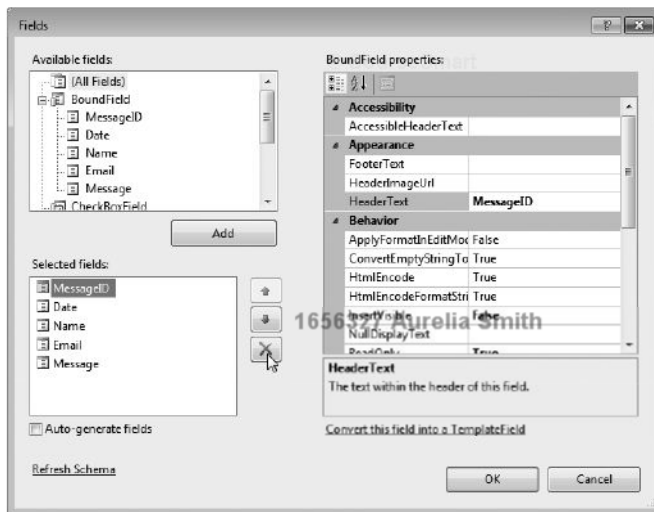 Fields
Available fields:
(All Fields)
BoundField
MessageID
Date
Name
Email
Message
CheckBoxField
Add
Selected fields:
MessageID
Date
Name
Email
Message
Auto-generate fields
Refresh Schema
BoundField properties:
Accessibility
AccessibleHeaderText
Appearance
FooterText
HeaderImageUrl
HeaderText MessageID
Behavior
ApplyFormatInEditMod False
ConvertEmptyStringTo True
HtmlEncode True
HtmlEncodeFormatStri True
InsertVisible False
1656327 Aurelia Smith
NullDisplayText
ReadOnly True
HeaderText
The text within the header of this field.
Convert this field into a TemplateField
OK Cancel